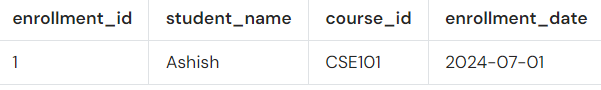 enrollment_id student_name course_id enrollment_date
1 Ashish CSE101 2024-07-01